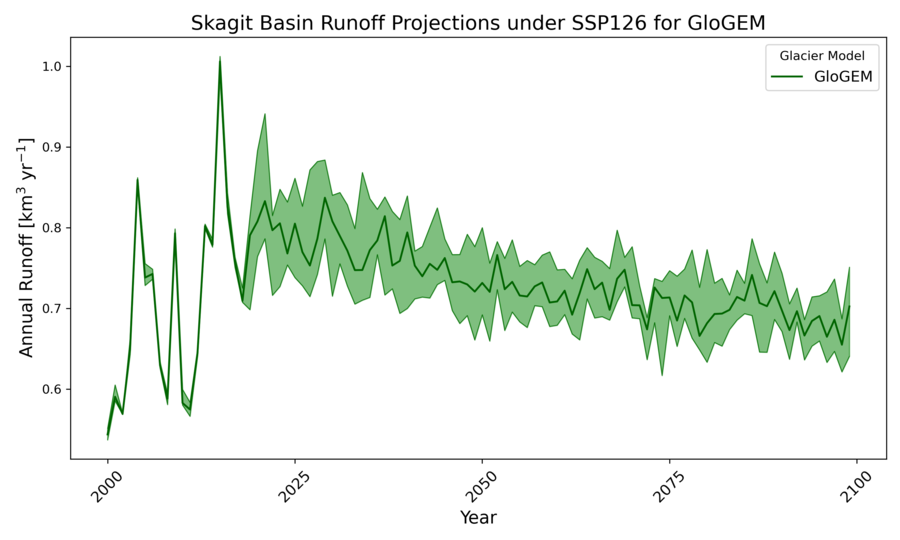 Skagit Basin Runoff Projections under SSP126 for GloGEM
Glacier Model
GloGEM
Annual Runoff [km³ yr⁻¹]
1.0
0.9
0.8
0.7
0.6
2000
2025
2050
2075
2100
Year